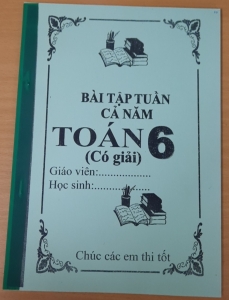 BÀI TẬP TUẦN
CẢ NĂM
TOÁN 6
(Có giải)
Giáo viên:..................
Học sinh:..................
Chúc các em thi tốt